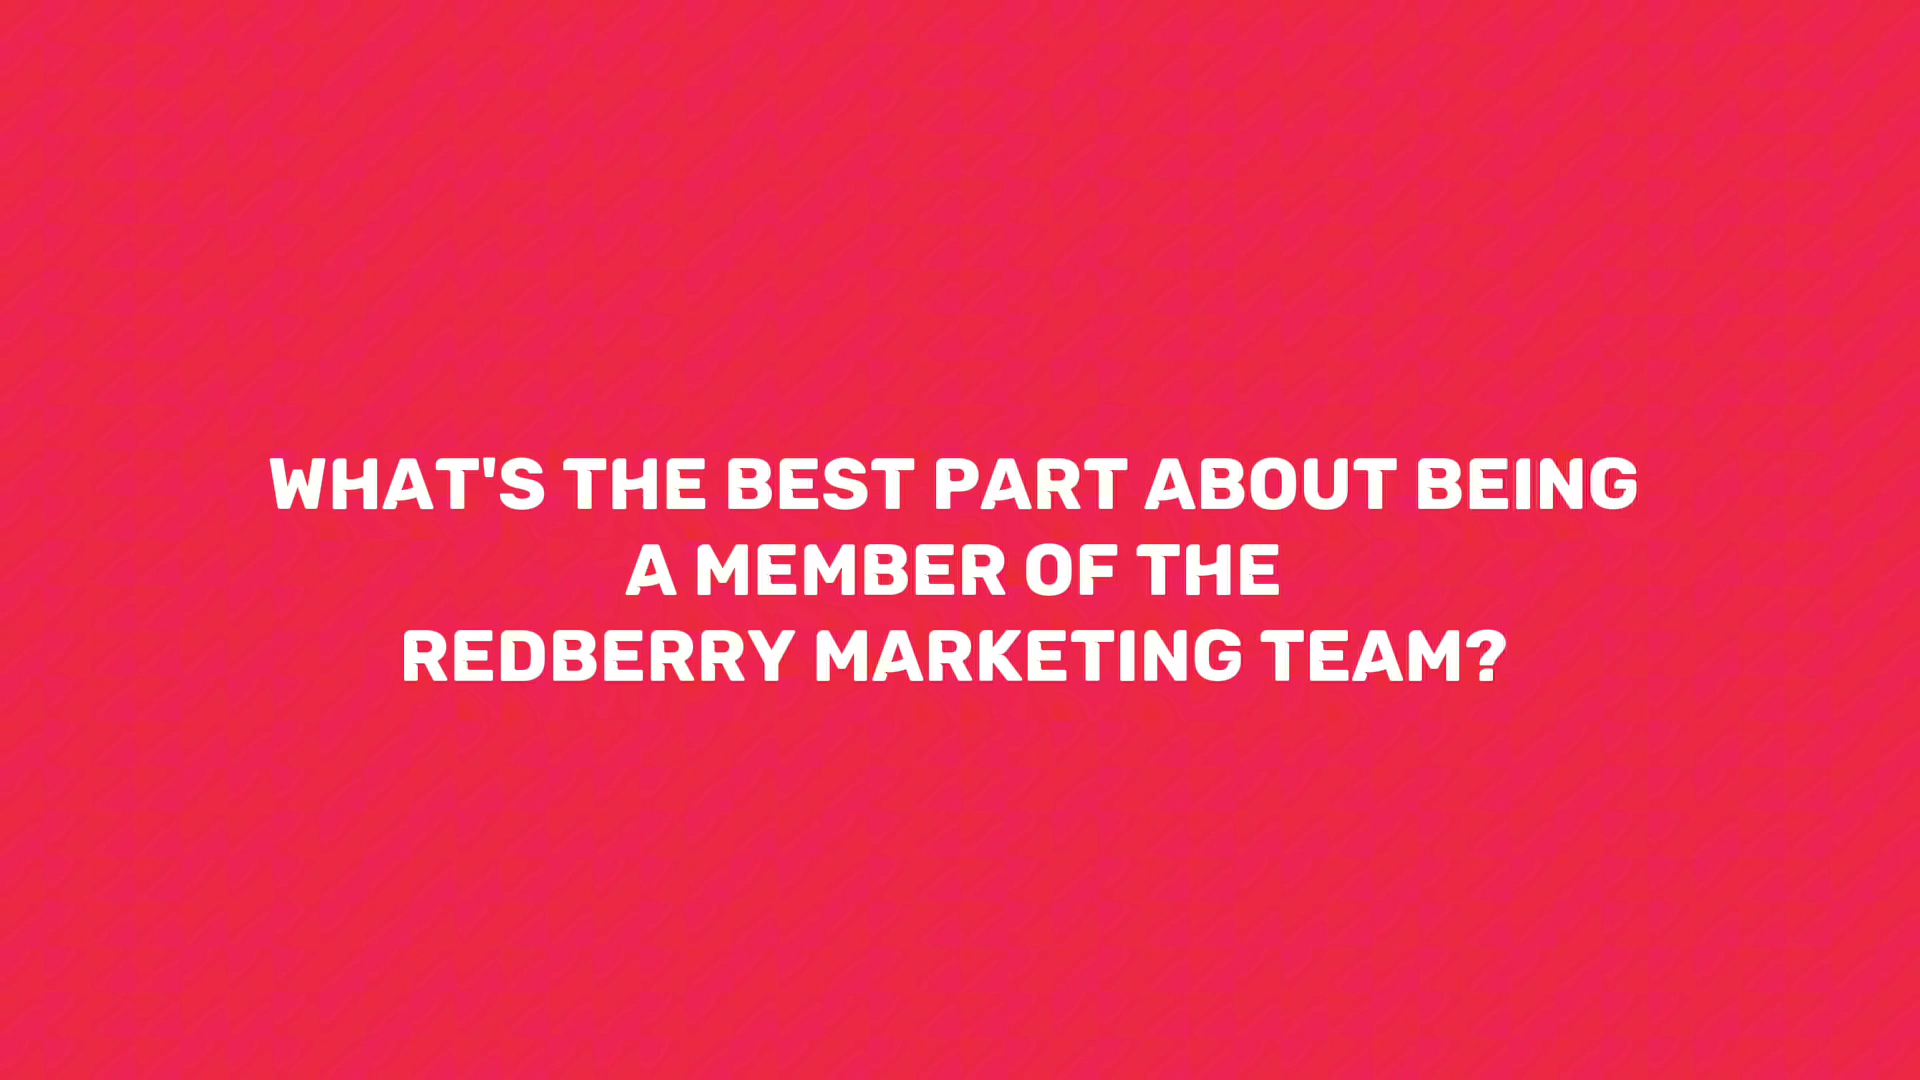 WHAT'S THE BEST PART ABOUT BEING
A MEMBER OF THE
REDBERRY MARKETING TEAM?